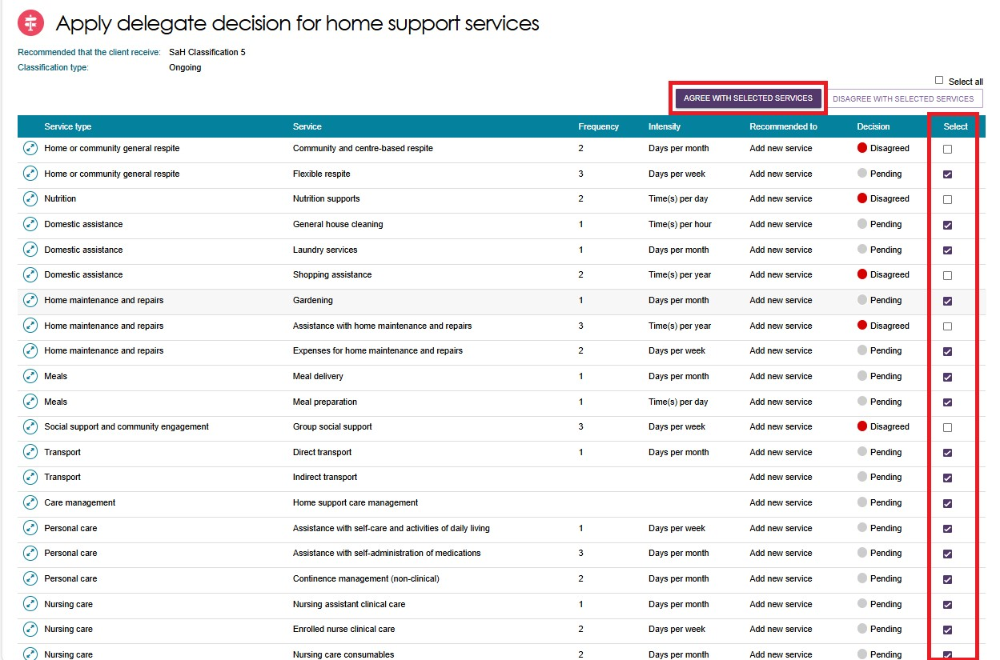 Apply delegate decision for home support services
Recommended that the client receive: SaH Classification 5
Classification type: Ongoing
Select all
AGREE WITH SELECTED SERVICES DISAGREE WITH SELECTED SERVICES
Service type Service Frequency Intensity Recommended to Decision Select
Home or community general respite Community and centre-based respite 2 Days per month Add new service Disagreed
Home or community general respite Flexible respite 3 Days per week Add new service Pending
Nutrition Nutrition supports 2 Time(s) per day Add new service Disagreed
Domestic assistance General house cleaning 1 Time(s) per hour Add new service Pending
Domestic assistance Laundry services 1 Days per month Add new service Pending
Domestic assistance Shopping assistance 2 Time(s) per year Add new service Disagreed
Home maintenance and repairs Gardening 1 Days per month Add new service Pending
Home maintenance and repairs Assistance with home maintenance and repairs 3 Time(s) per year Add new service Disagreed
Home maintenance and repairs Expenses for home maintenance and repairs 2 Days per week Add new service Pending
Meals Meal delivery 1 Days per month Add new service Pending
Meals Meal preparation 1 Time(s) per day Add new service Pending
Social support and community engagement Group social support 3 Days per week Add new service Disagreed
Transport Direct transport 1 Days per month Add new service Pending
Transport Indirect transport Add new service Pending
Care management Home support care management Add new service Pending
Personal care Assistance with self-care and activities of daily living 1 Days per week Add new service Pending
Personal care Assistance with self-administration of medications 3 Days per month Add new service Pending
Personal care Continence management (non-clinical) 2 Days per month Add new service Pending
Nursing care Nursing assistant clinical care 1 Days per month Add new service Pending
Nursing care Enrolled nurse clinical care 2 Days per week Add new service Pending
Nursing care Nursing care consumables 2 Days per month Add new service Pending